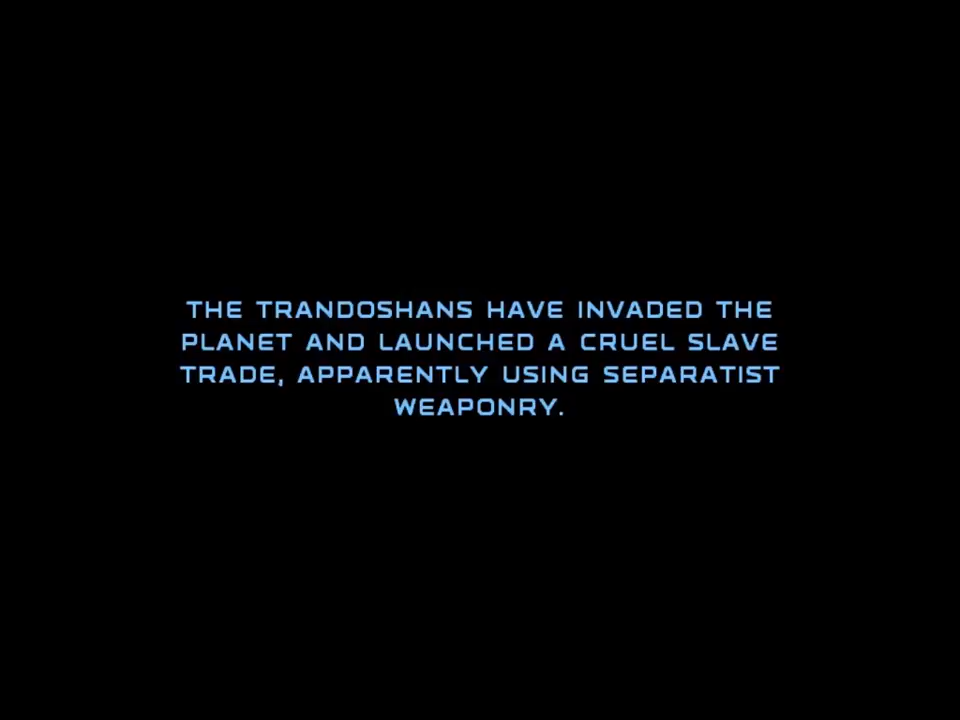 THE TRANDOSHANS HAVE INVADED THE
PLANET AND LAUNCHED A CRUEL SLAVE
TRADE, APPARENTLY USING SEPARATIST
WEAPONRY.